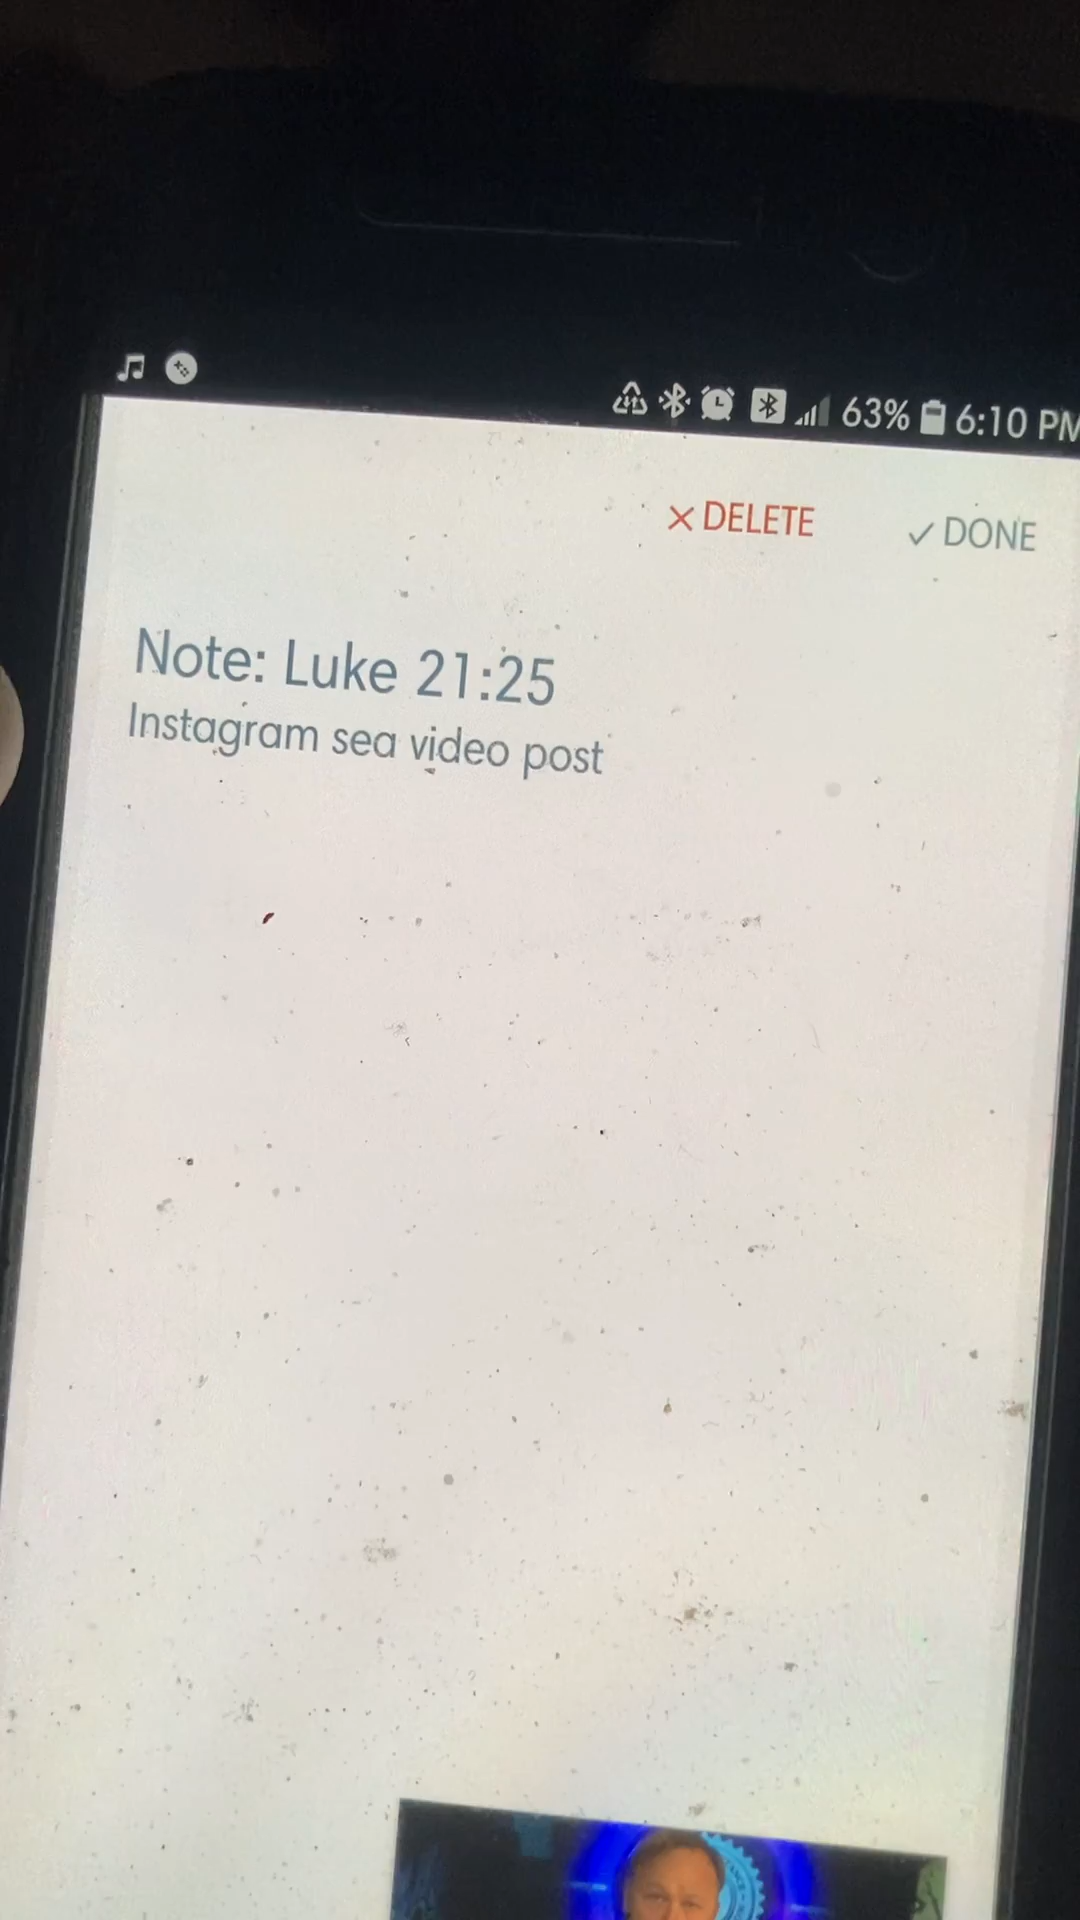 63% 6:10 PM
× DELETE ✓ DONE
Note: Luke 21:25
Instagram sea video post